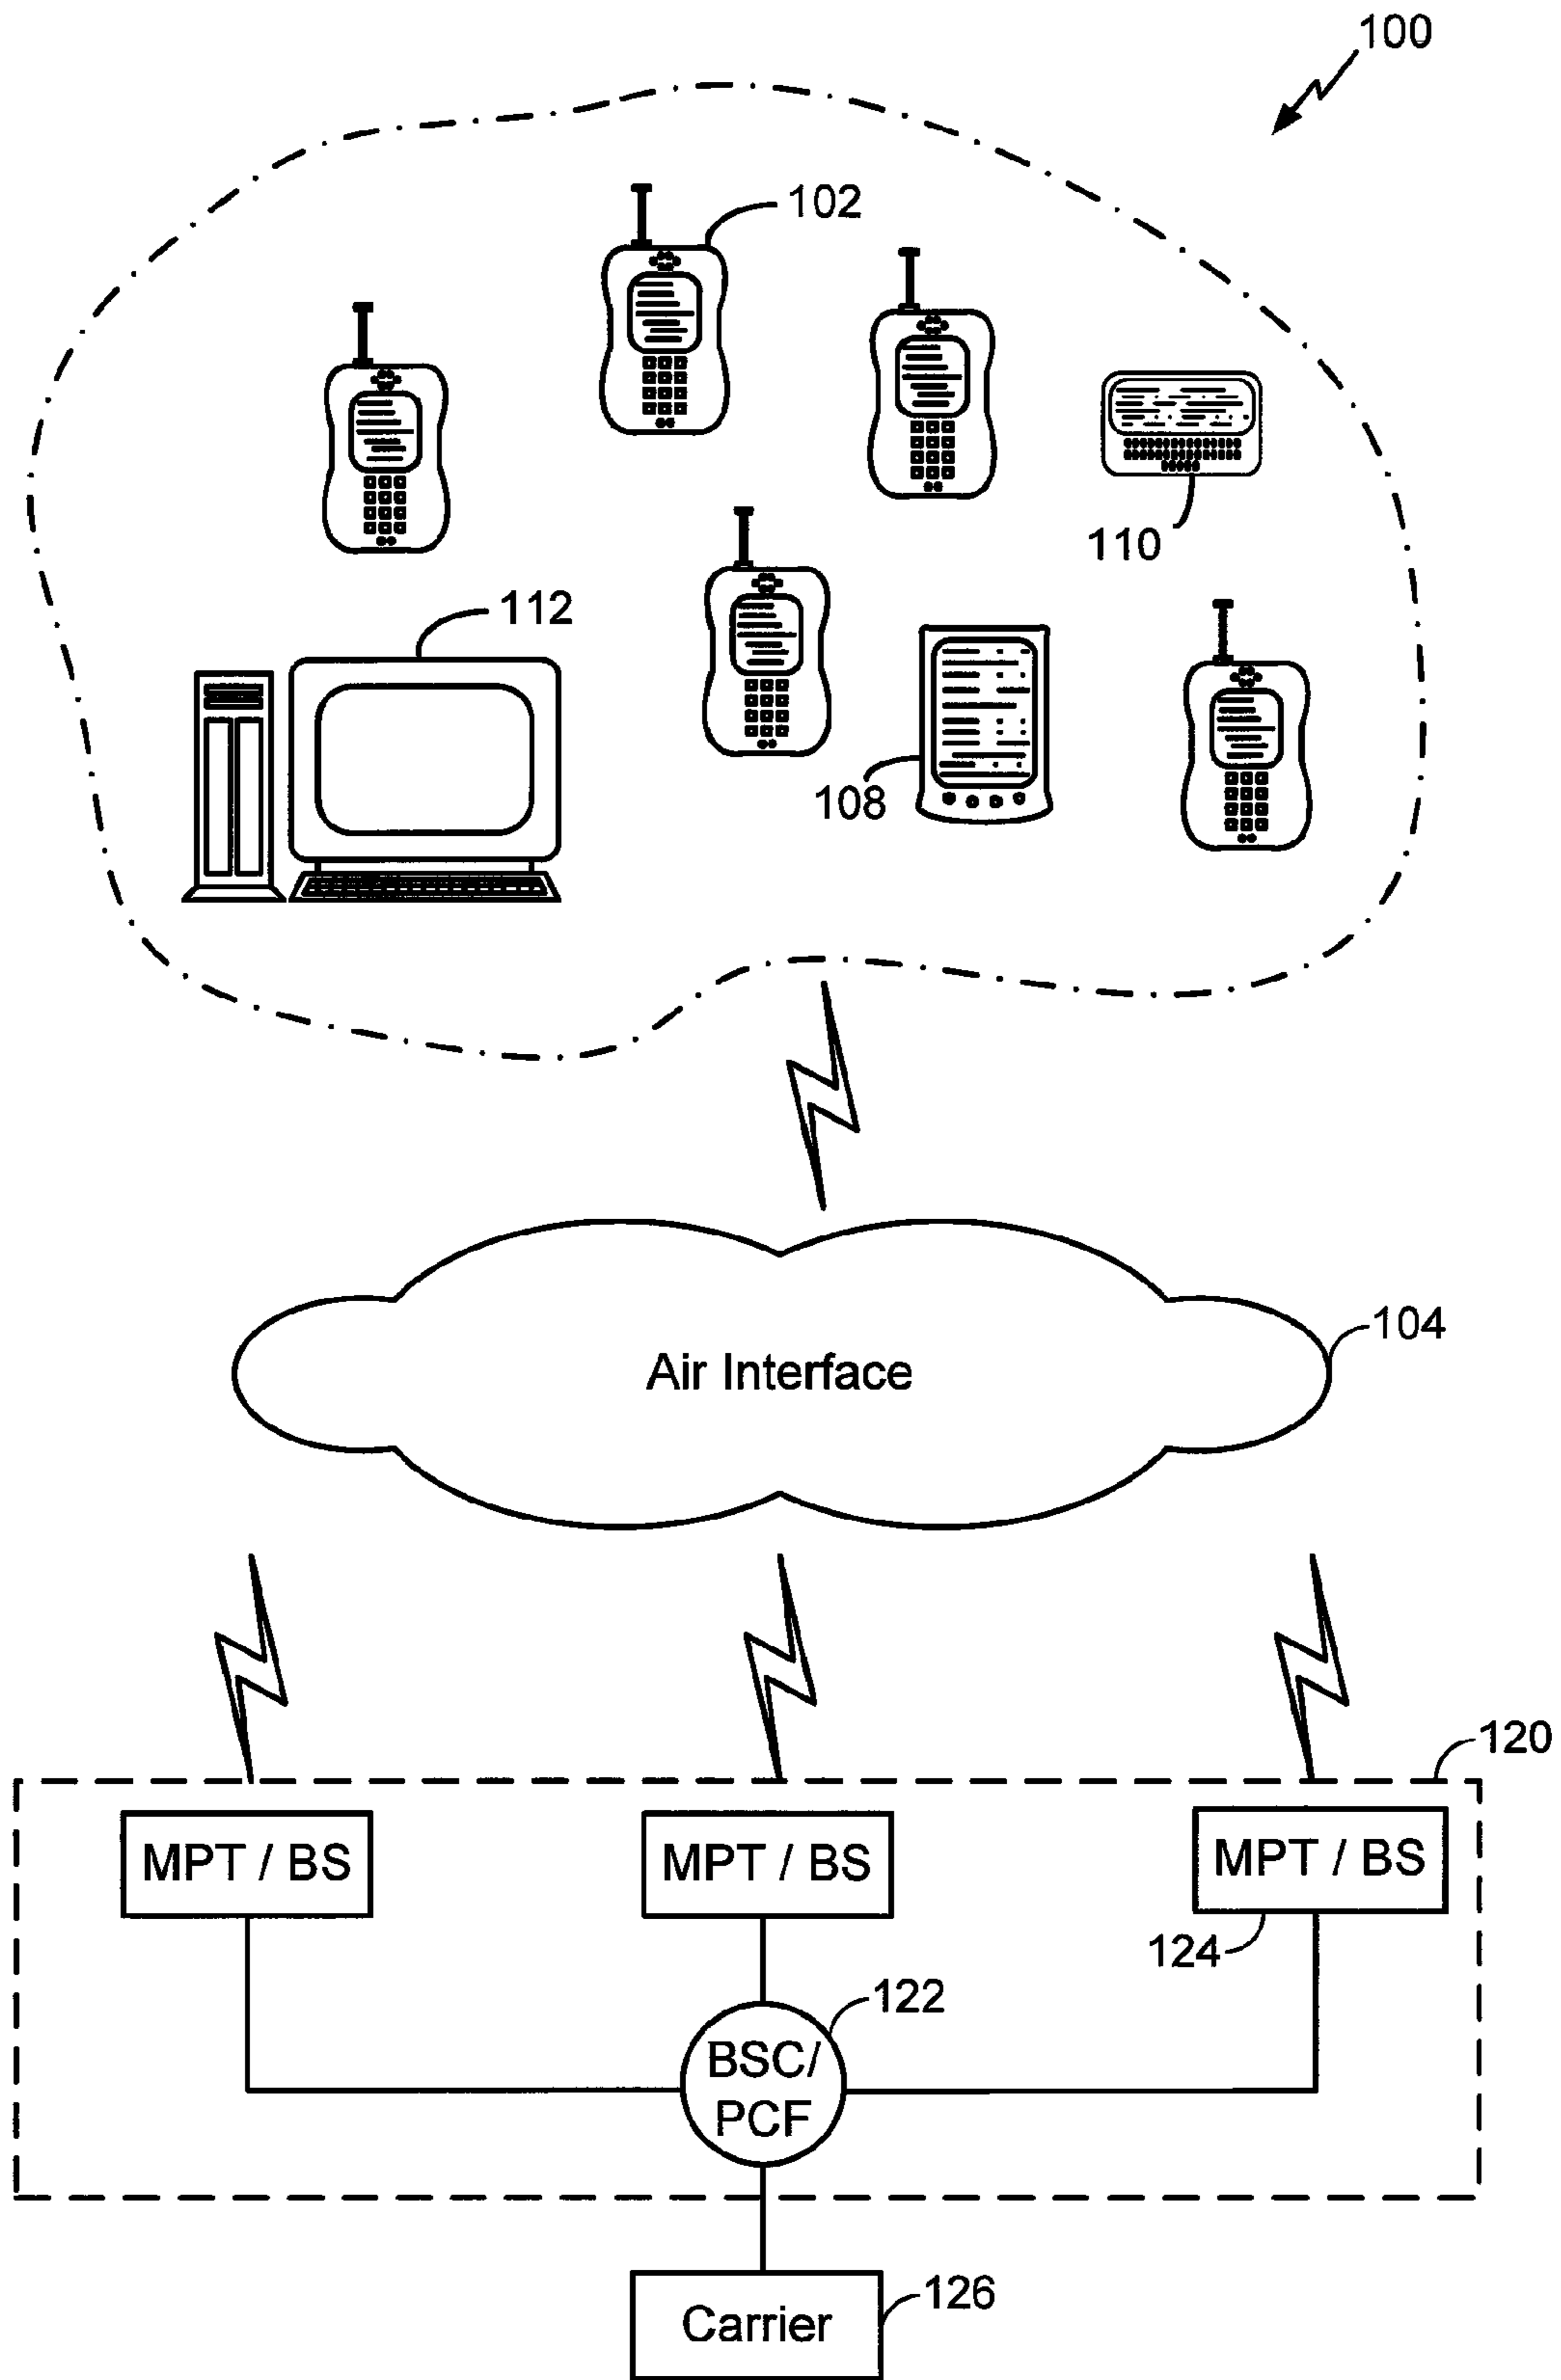 100
102
110
112
108
104
Air Interface
120
MPT / BS
MPT / BS
MPT / BS
124
122
BSC/
PCF
126
Carrier